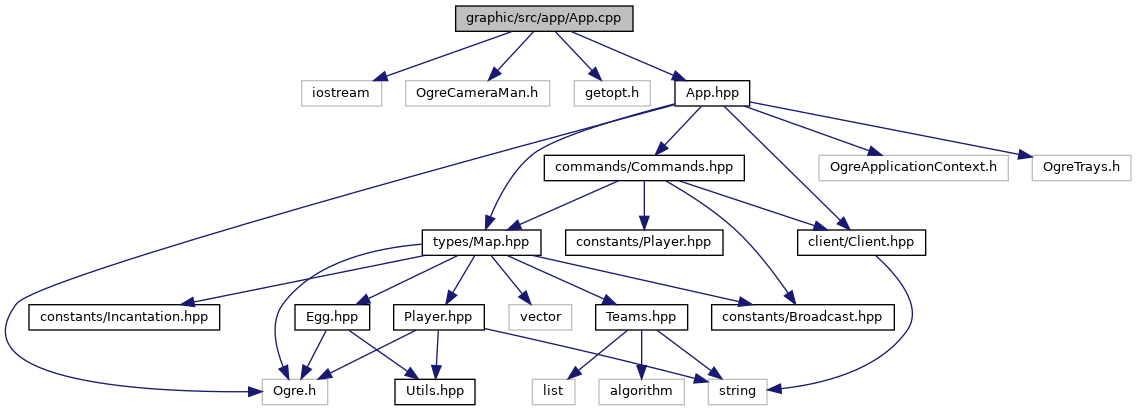 graphic/src/app/App.cpp
iostream
OgreCameraMan.h
getopt.h
App.hpp
commands/Commands.hpp
OgreApplicationContext.h
OgreTrays.h
types/Map.hpp
constants/Player.hpp
client/Client.hpp
constants/Incantation.hpp
Egg.hpp
Player.hpp
vector
Teams.hpp
constants/Broadcast.hpp
Ogre.h
Utils.hpp
list
algorithm
string